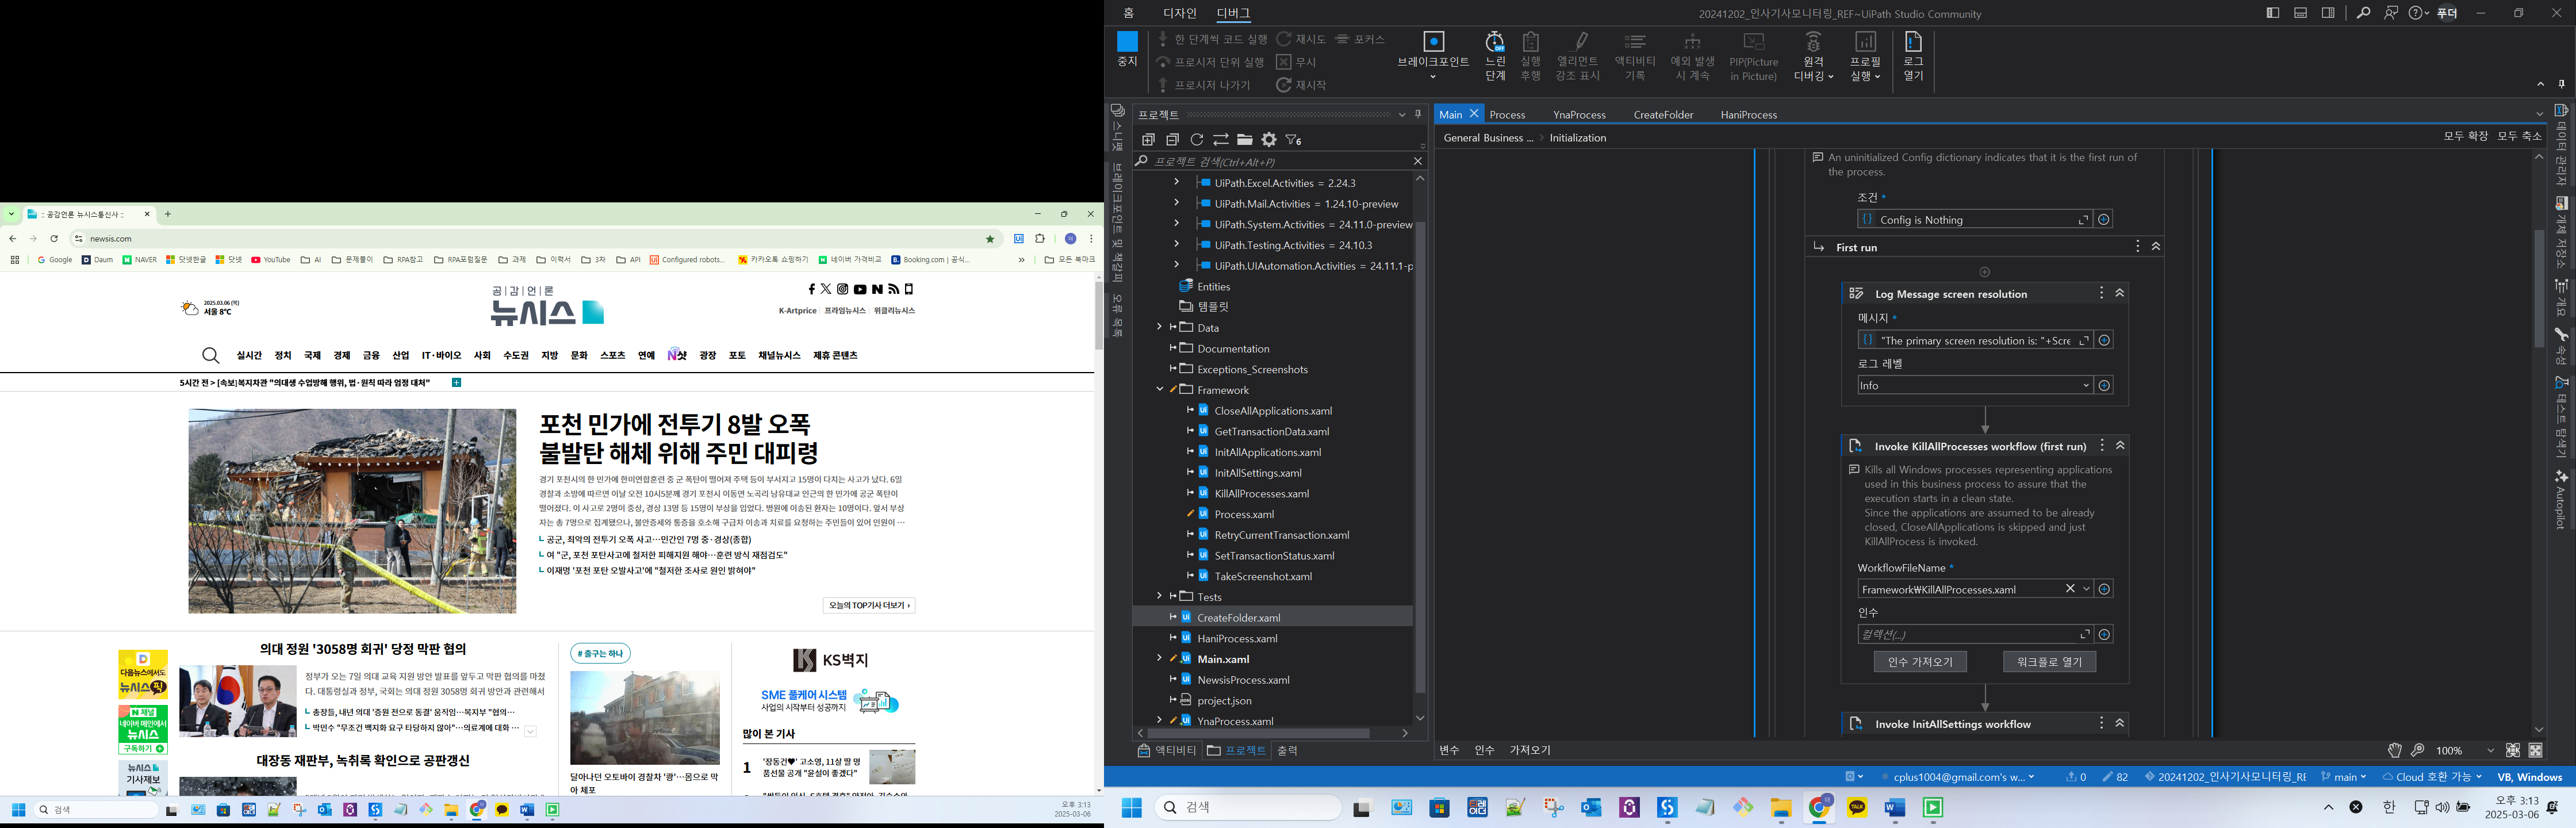 :: 공감언론 뉴시스통신사 ::
newsis.com
Google
Daum
NAVER
닷넷한글
닷넷
YouTube
AI
문제풀이
RPA참고
RPA포럼질문
과제
이력서
3차
API
Configured robots...
카카오톡 쇼핑하기
네이버 가격비교
Booking.com | 공식...
»
모든 북마크
2025.03.06 (목)
서울 8℃
공|감|언|론
뉴시스
K-Artprice
프라임뉴시스
위클리뉴시스
실시간 정치 국제 경제 금융 산업 IT·바이오 사회 수도권 지방 문화 스포츠 연예 N샷 광장 포토 채널뉴시스 제휴 콘텐츠
5시간 전 > [속보]복지차관 "의대생 수업방해 행위, 법·원칙 따라 엄정 대처"
포천 민가에 전투기 8발 오폭
불발탄 해체 위해 주민 대피령
경기 포천시의 한 민가에 한미연합훈련 중 군 폭탄이 떨어져 주택 등이 부서지고 15명이 다치는 사고가 났다. 6일
경찰과 소방에 따르면 이날 오전 10시5분께 경기 포천시 이동면 노곡리 낭유대교 인근의 한 민가에 공군 폭탄이
떨어졌다. 이 사고로 2명이 중상, 경상 13명 등 15명이 부상을 입었다. 병원에 이송된 환자는 10명이다. 앞서 부상
자는 총 7명으로 집계됐으나, 불안증세와 통증을 호소해 구급차 이송과 치료를 요청하는 주민들이 있어 인원이 ...
공군, 최악의 전투기 오폭 사고…민간인 7명 중·경상(종합)
여 "군, 포천 포탄사고에 철저한 피해지원 해야…훈련 방식 재점검도"
이재명 '포천 포탄 오발사고'에 "철저한 조사로 원인 밝혀야"
오늘의 TOP기사 더보기 ›
다음뉴스에서도
뉴시스 픽
N 채널
네이버 메인에서
뉴시스
구독하기
뉴시스
기사제보
의대 정원 '3058명 회귀' 당정 막판 협의
정부가 오는 7일 의대 교육 지원 방안 발표를 앞두고 막판 협의를 마쳤
다. 대통령실과 정부, 국회는 의대 정원 3058명 회귀 방안과 관련해서
총장들, 내년 의대 '증원 전으로 동결' 움직임…복지부 "협의…
박민수 "무조건 백지화 요구 타당하지 않아"…의료계에 대화 …
대장동 재판부, 녹취록 확인으로 공판갱신
# 출구는 하나
달아나던 오토바이 경찰차 '쾅'…몸으로 막
아 체포
KS벽지
SME 풀케어 시스템
사업의 시작부터 성공까지
많이 본 기사
1
'장동건♥' 고소영, 11살 딸 명
품선물 공개 "윤설이 좋겠다"
검색
오후 3:13
2025-03-06
홈
디자인
디버그
20241202_인사기사모니터링_REF~UiPath Studio Community
푸더
중지
한 단계씩 코드 실행
프로시저 단위 실행
프로시저 나가기
재시도
무시
재시작
포커스
브레이크포인트
느린
단계
실행
후행
엘리먼트
강조 표시
액티비티
기록
예외 발생
시 계속
PIP(Picture
in Picture)
원격
디버깅
프로필
실행
로그
열기
스니펫
브레이크포인트 및 책갈피
오류 목록
프로젝트
6
프로젝트 검색(Ctrl+Alt+P)
UiPath.Excel.Activities = 2.24.3
UiPath.Mail.Activities = 1.24.10-preview
UiPath.System.Activities = 24.11.0-preview
UiPath.Testing.Activities = 24.10.3
UiPath.UIAutomation.Activities = 24.11.1-p
Entities
템플릿
Data
Documentation
Exceptions_Screenshots
Framework
CloseAllApplications.xaml
GetTransactionData.xaml
InitAllApplications.xaml
InitAllSettings.xaml
KillAllProcesses.xaml
Process.xaml
RetryCurrentTransaction.xaml
SetTransactionStatus.xaml
TakeScreenshot.xaml
Tests
CreateFolder.xaml
HaniProcess.xaml
Main.xaml
NewsisProcess.xaml
project.json
YnaProcess.xaml
액티비티
프로젝트
출력
Main
Process
YnaProcess
CreateFolder
HaniProcess
General Business ... > Initialization
모두 확장
모두 축소
An uninitialized Config dictionary indicates that it is the first run of
the process.
조건 *
Config is Nothing
First run
Log Message screen resolution
메시지 *
"The primary screen resolution is: "+Scre
로그 레벨
Info
Invoke KillAllProcesses workflow (first run)
Kills all Windows processes representing applications
used in this business process to assure that the
execution starts in a clean state.
Since the applications are assumed to be already
closed, CloseAllApplications is skipped and just
KillAllProcess is invoked.
WorkflowFileName *
Framework₩KillAllProcesses.xaml
인수
컬렉션(...)
인수 가져오기
워크플로 열기
Invoke InitAllSettings workflow
변수
인수
가져오기
100%
데이터 관리자
개체 저장소
개요
속성
테스트 탐색기
Autopilot
cplus1004@gmail.com's w...
0
82
20241202_인사기사모니터링_RE
main
Cloud 호환 가능
VB, Windows
검색
한
오후 3:13
2025-03-06